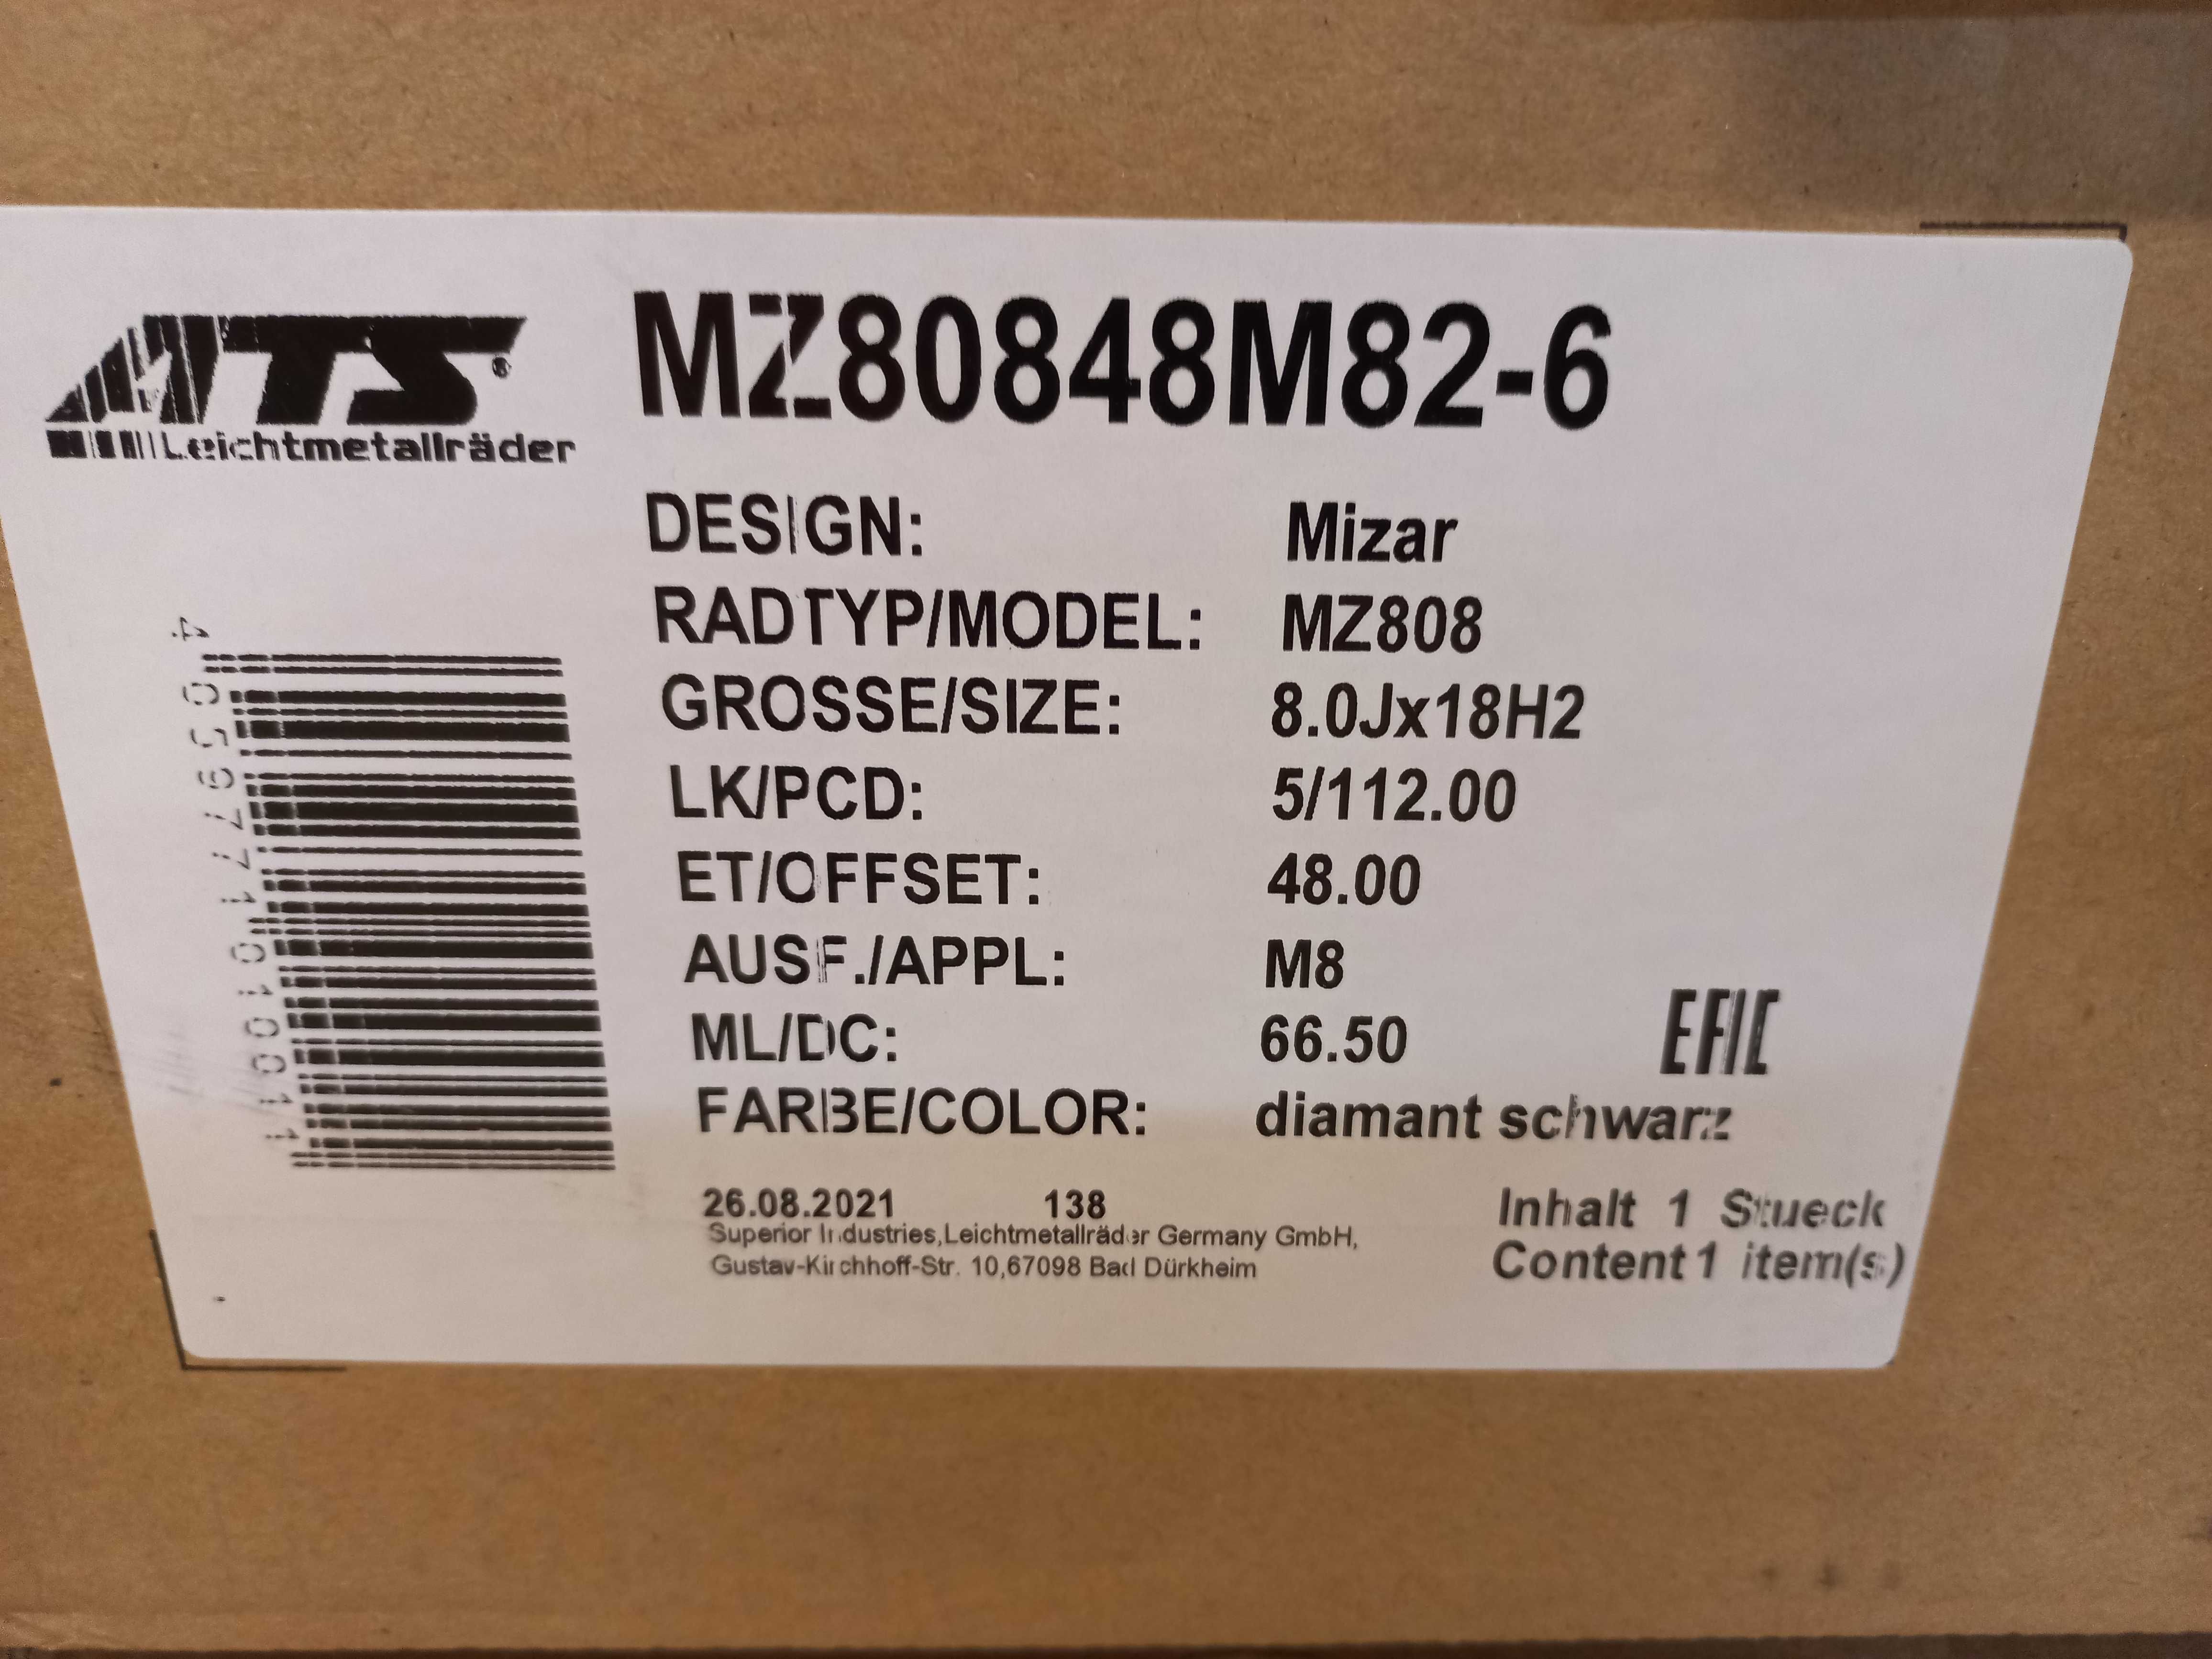 ATS®
Leichtmetallräder
MZ80848M82-6
DESIGN: Mizar
RADTYP/MODEL: MZ808
GROSSE/SIZE: 8.0Jx18H2
LK/PCD: 5/112.00
ET/OFFSET: 48.00
AUSF./APPL: M8
ML/DC: 66.50
EAC
FARBE/COLOR: diamant schwarz
26.08.2021 138
Superior Industries,Leichtmetallräder Germany GmbH,
Gustav-Kirchhoff-Str. 10,67098 Bad Dürkheim
Inhalt 1 Stueck
Content 1 item(s)